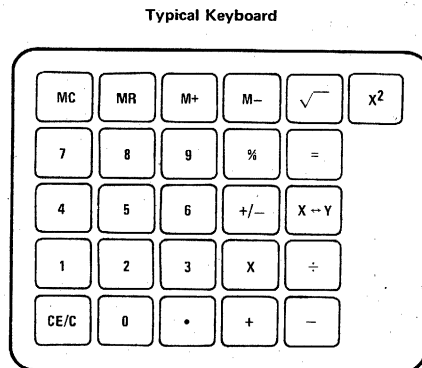 Typical Keyboard
MC MR M+ M− √ X²
7 8 9 % =
4 5 6 +/− X ↔ Y
1 2 3 X ÷
CE/C 0 • + −